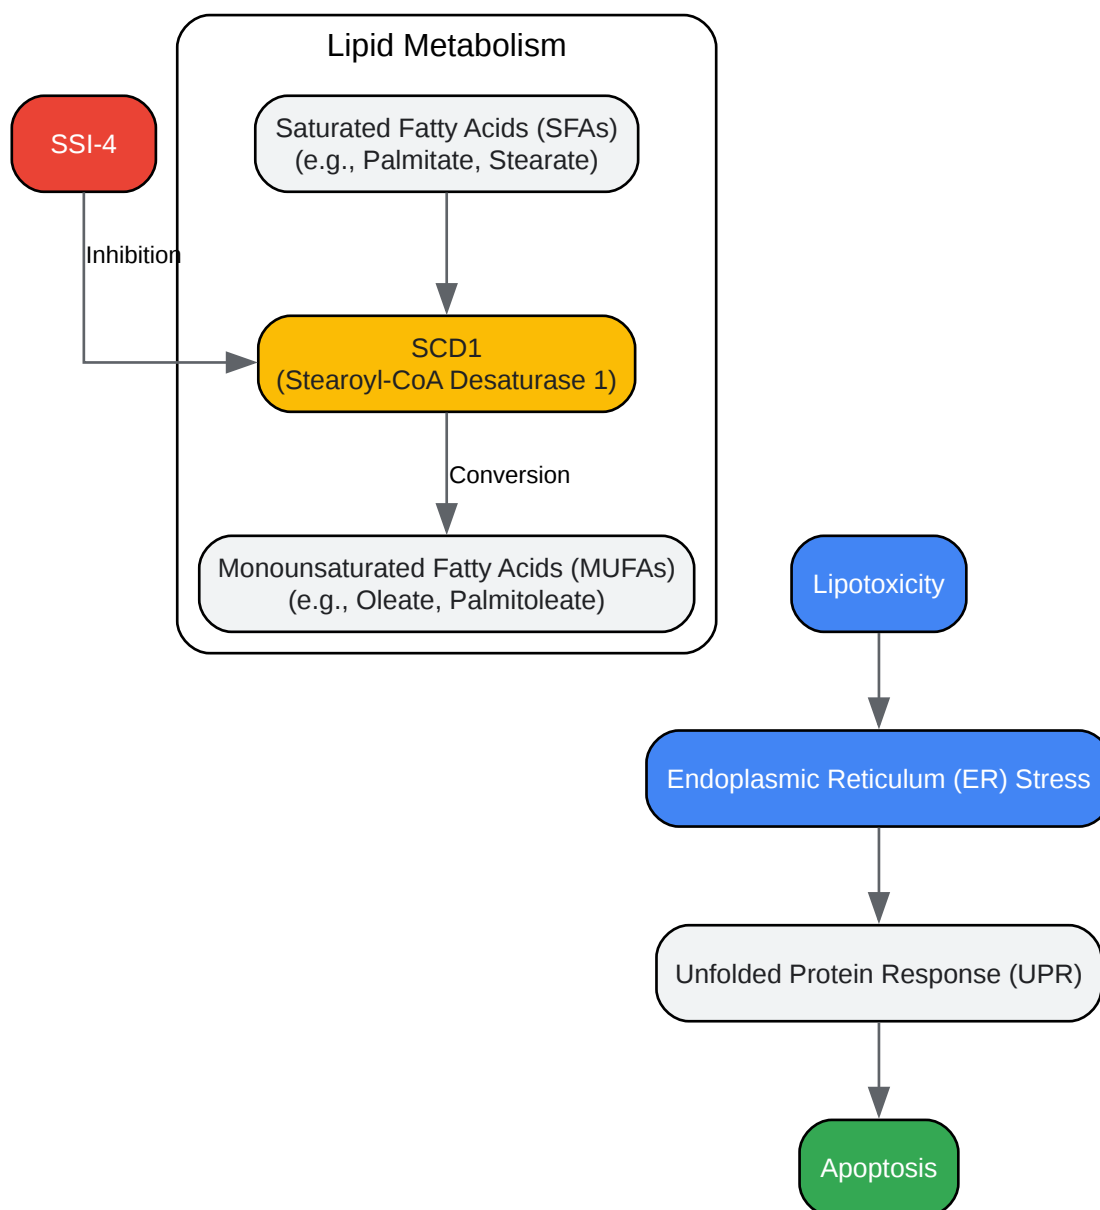 Lipid Metabolism
SSI-4
Saturated Fatty Acids (SFAs)
(e.g., Palmitate, Stearate)
Inhibition
SCD1
(Stearoyl-CoA Desaturase 1)
Conversion
Monounsaturated Fatty Acids (MUFAs)
(e.g., Oleate, Palmitoleate)
Lipotoxicity
Endoplasmic Reticulum (ER) Stress
Unfolded Protein Response (UPR)
Apoptosis